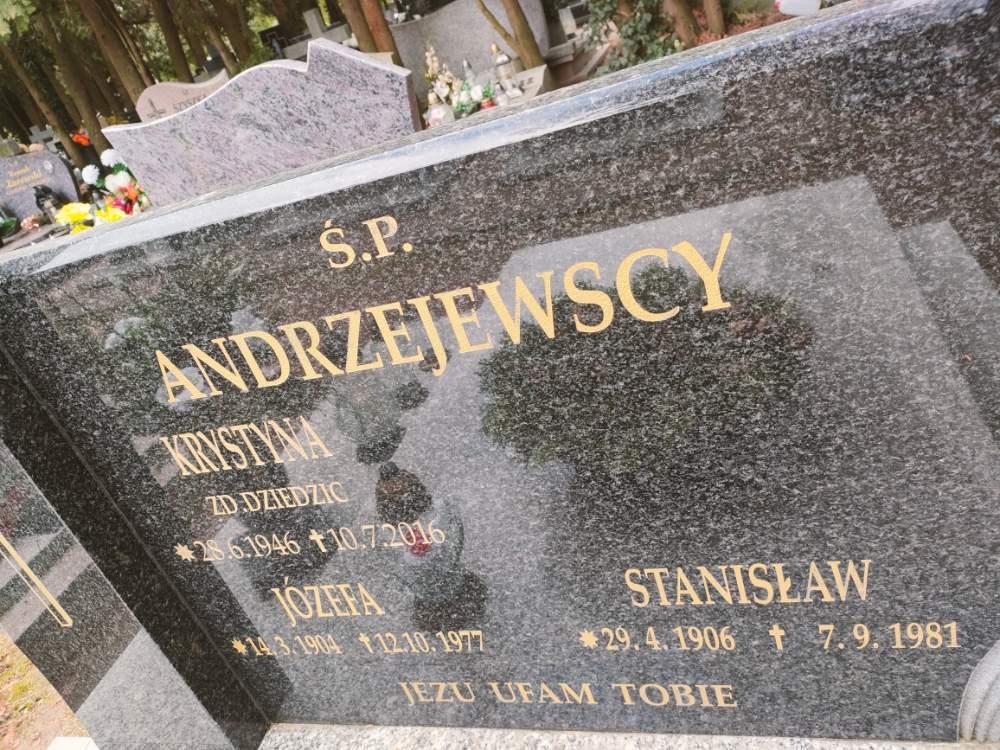 Ś.P.
ANDRZEJEWSCY
KRYSTYNA
ZD. DZIEDZIC
* 28.6.1946 † 10.7.2016
JÓZEFA
* 14.3.1904 † 12.10.1977
STANISŁAW
* 29.4.1906 † 7.9.1981
JEZU UFAM TOBIE